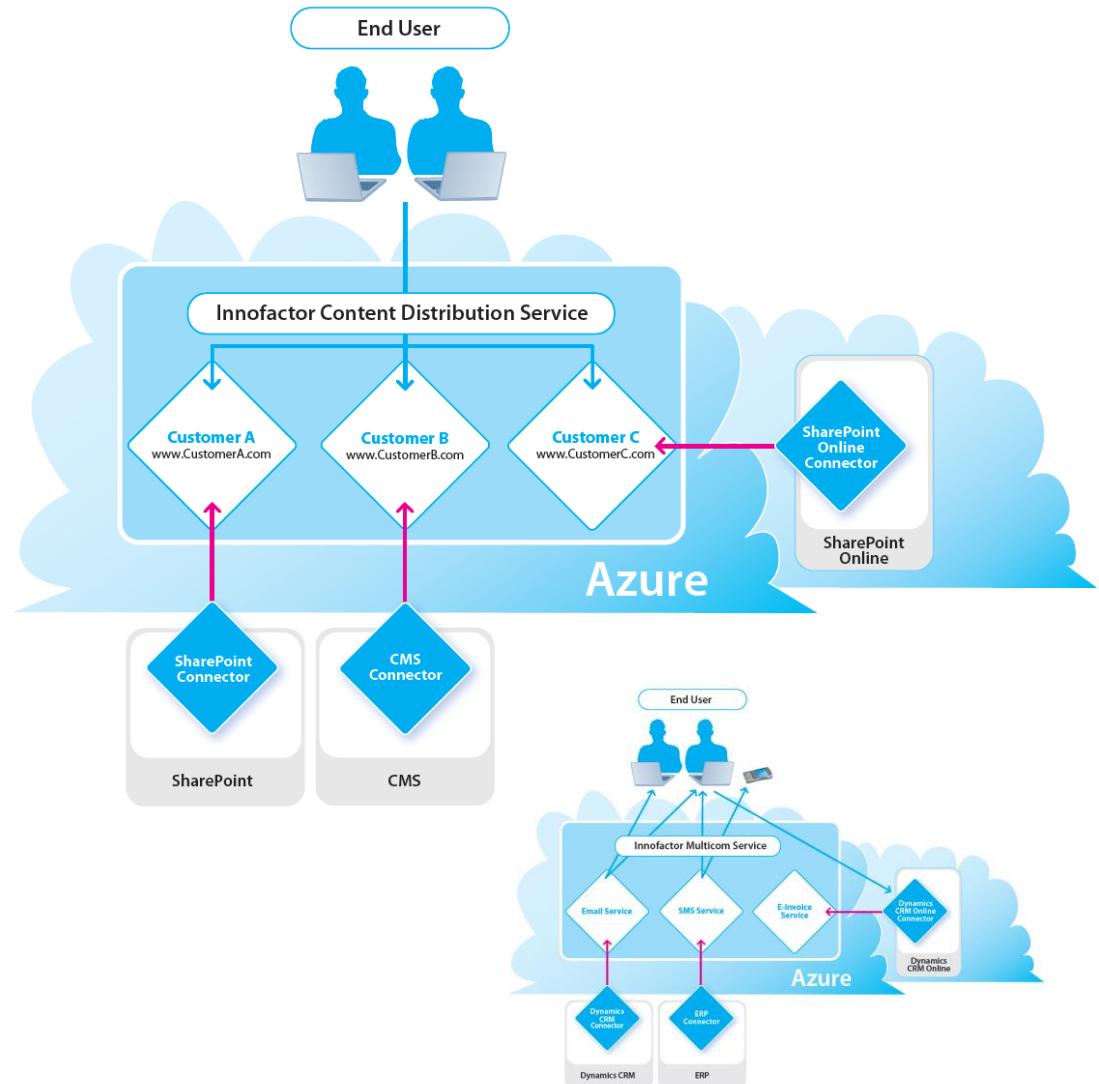 End User
Innofactor Content Distribution Service
Customer A
www.CustomerA.com
Customer B
www.CustomerB.com
Customer C
www.CustomerC.com
SharePoint
Online
Connector
SharePoint
Online
Azure
SharePoint
Connector
CMS
Connector
SharePoint
CMS
End User
Innofactor Multicom Service
Email Service
SMS Service
E-Invoice
Service
Dynamics
CRM Online
Connector
Dynamics
CRM Online
Azure
Dynamics
CRM
Connector
ERP
Connector
Dynamics CRM
ERP